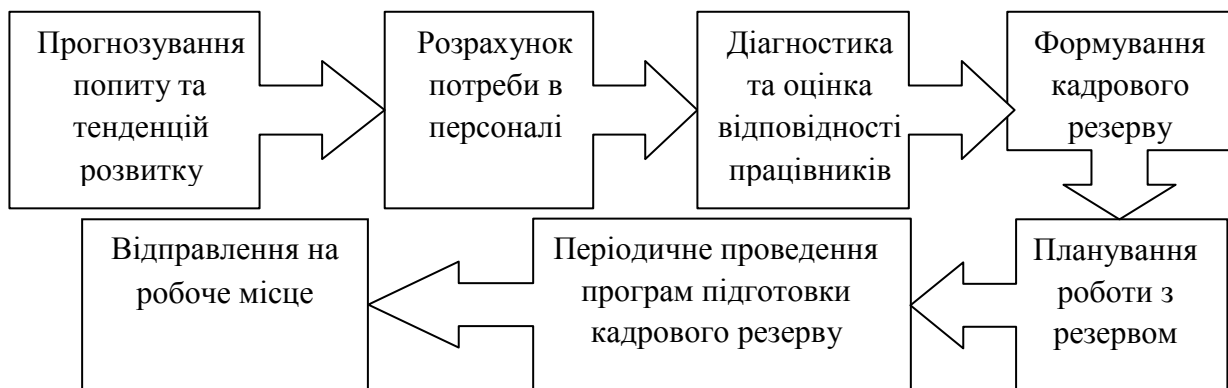 Прогнозування
попиту та
тенденцій
розвитку
Розрахунок
потреби в
персоналі
Діагностика
та оцінка
відповідності
працівників
Формування
кадрового
резерву
Планування
роботи з
резервом
Періодичне проведення
програм підготовки
кадрового резерву
Відправлення на
робоче місце